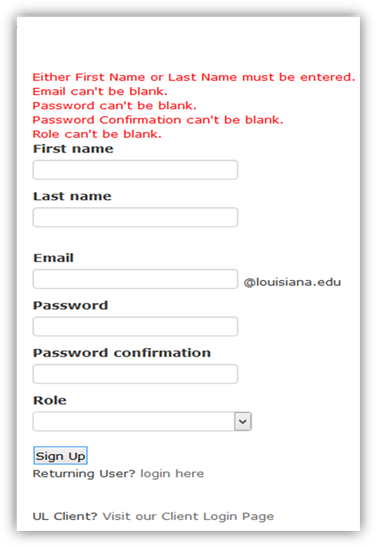 Either First Name or Last Name must be entered.
Email can't be blank.
Password can't be blank.
Password Confirmation can't be blank.
Role can't be blank.
First name
Last name
Email
@louisiana.edu
Password
Password confirmation
Role
Sign Up
Returning User? login here
UL Client? Visit our Client Login Page